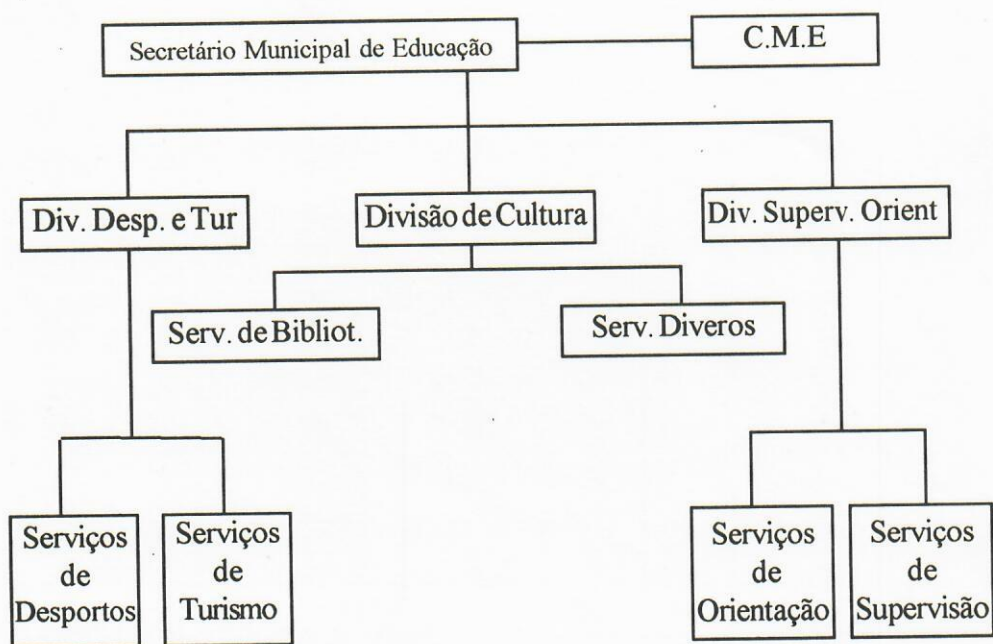 Secretário Municipal de Educação
C.M.E
Div. Desp. e Tur
Divisão de Cultura
Div. Superv. Orient
Serv. de Bibliot.
Serv. Diveros
Serviços
de
Desportos
Serviços
de
Turismo
Serviços
de
Orientação
Serviços
de
Supervisão